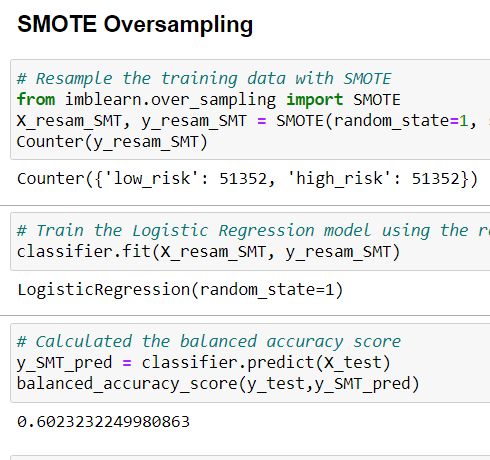 SMOTE Oversampling
# Resample the training data with SMOTE
from imblearn.over_sampling import SMOTE
X_resam_SMT, y_resam_SMT = SMOTE(random_state=1,
Counter(y_resam_SMT)
Counter({'low_risk': 51352, 'high_risk': 51352})
# Train the Logistic Regression model using the
classifier.fit(X_resam_SMT, y_resam_SMT)
LogisticRegression(random_state=1)
# Calculated the balanced accuracy score
y_SMT_pred = classifier.predict(X_test)
balanced_accuracy_score(y_test,y_SMT_pred)
0.6023232249980863